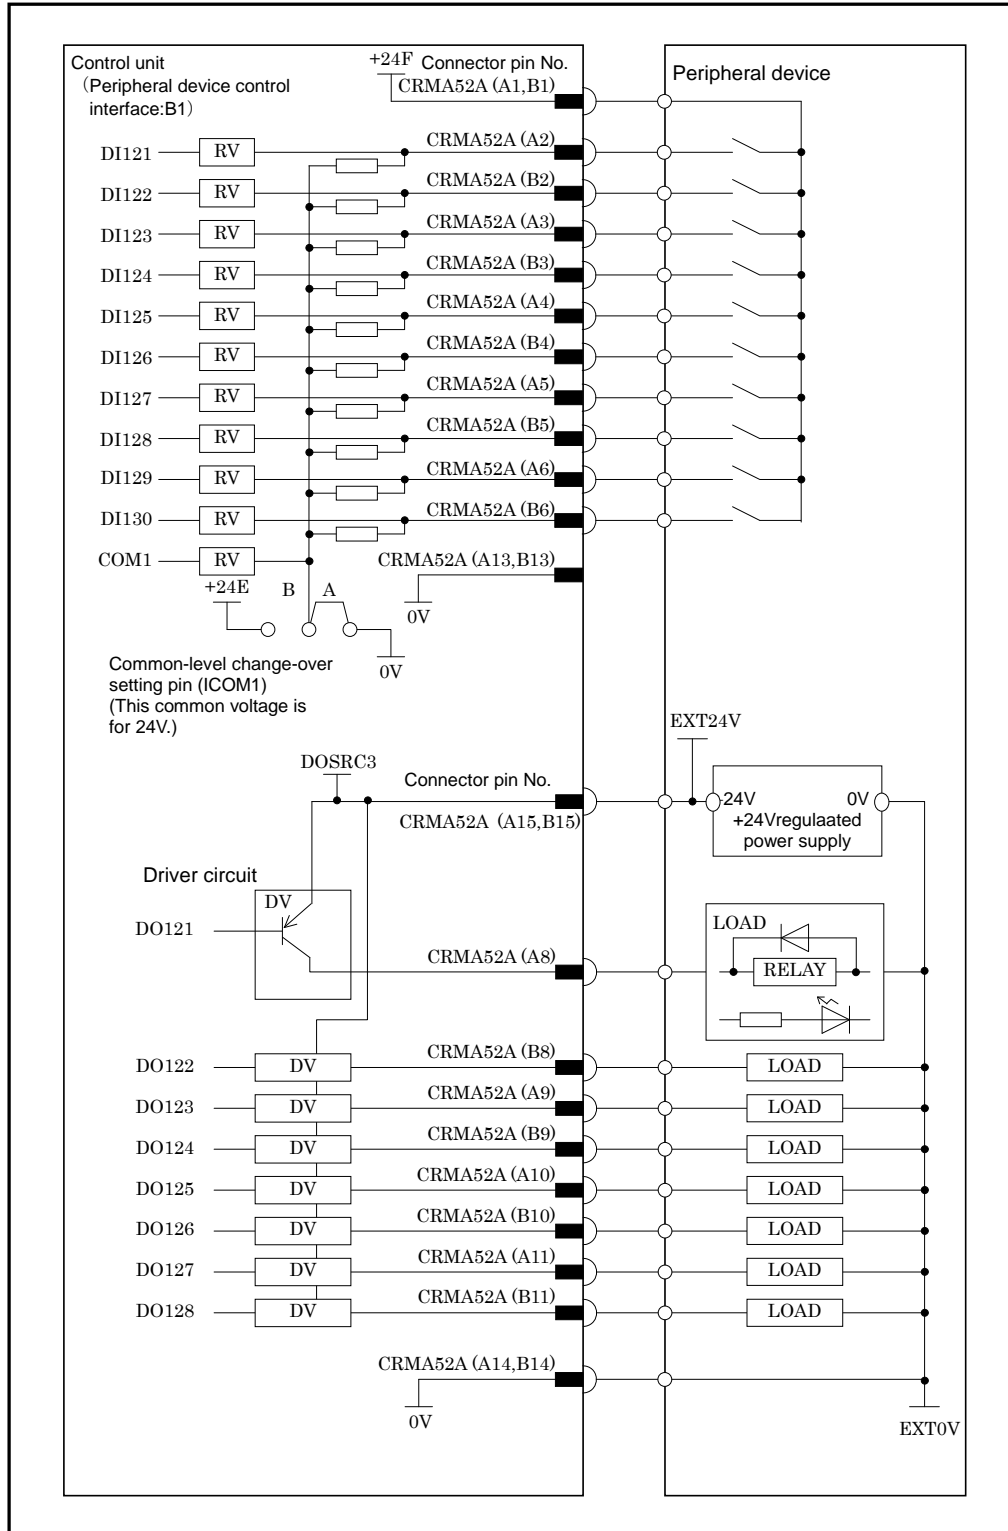 Control unit
（Peripheral device control
interface:B1）
+24F
Connector pin No.
CRMA52A (A1,B1)
Peripheral device
DI121 RV CRMA52A (A2)
DI122 RV CRMA52A (B2)
DI123 RV CRMA52A (A3)
DI124 RV CRMA52A (B3)
DI125 RV CRMA52A (A4)
DI126 RV CRMA52A (B4)
DI127 RV CRMA52A (A5)
DI128 RV CRMA52A (B5)
DI129 RV CRMA52A (A6)
DI130 RV CRMA52A (B6)
COM1 RV CRMA52A (A13,B13)
+24E B A
0V
0V
Common-level change-over
setting pin (ICOM1)
(This common voltage is
for 24V.)
EXT24V
DOSRC3
Connector pin No.
CRMA52A (A15,B15)
24V 0V
+24Vregulaated
power supply
Driver circuit
DV
DO121
CRMA52A (A8)
LOAD
RELAY
DO122 DV CRMA52A (B8) LOAD
DO123 DV CRMA52A (A9) LOAD
DO124 DV CRMA52A (B9) LOAD
DO125 DV CRMA52A (A10) LOAD
DO126 DV CRMA52A (B10) LOAD
DO127 DV CRMA52A (A11) LOAD
DO128 DV CRMA52A (B11) LOAD
CRMA52A (A14,B14)
0V
EXT0V